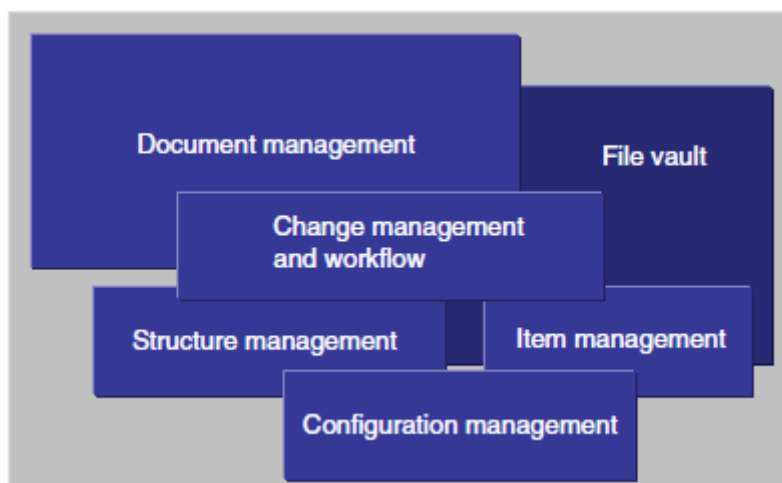 Document management
File vault
Change management
and workflow
Structure management
Item management
Configuration management